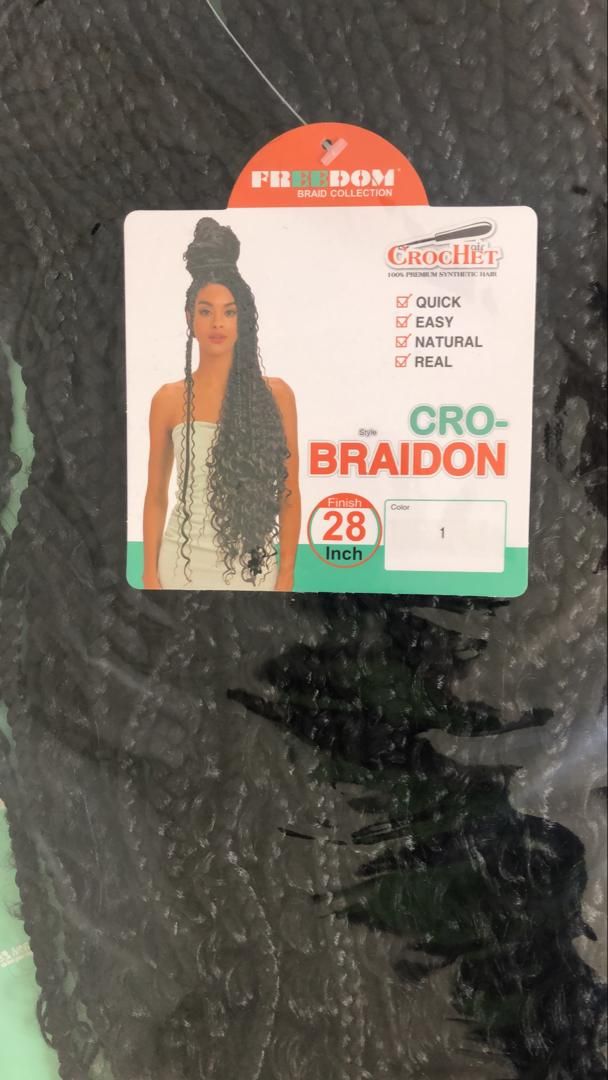 FREEDOM
BRAID COLLECTION
Hair
CROCHET
100% PREMIUM SYNTHETIC HAIR
QUICK
EASY
NATURAL
REAL
CRO-
Style
BRAIDON
Finish
28
Inch
Color
1